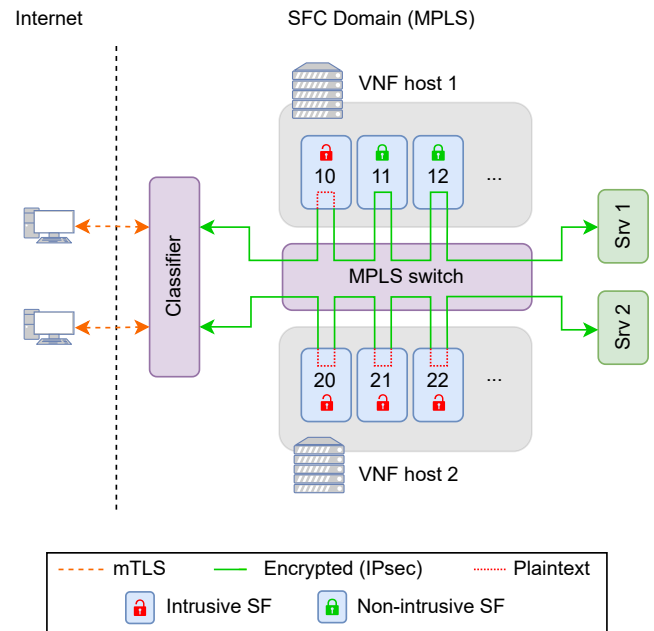 Internet
SFC Domain (MPLS)
VNF host 1
10
11
12
...
Classifier
MPLS switch
Srv 1
Srv 2
20
21
22
...
VNF host 2
mTLS
Encrypted (IPsec)
Plaintext
Intrusive SF
Non-intrusive SF